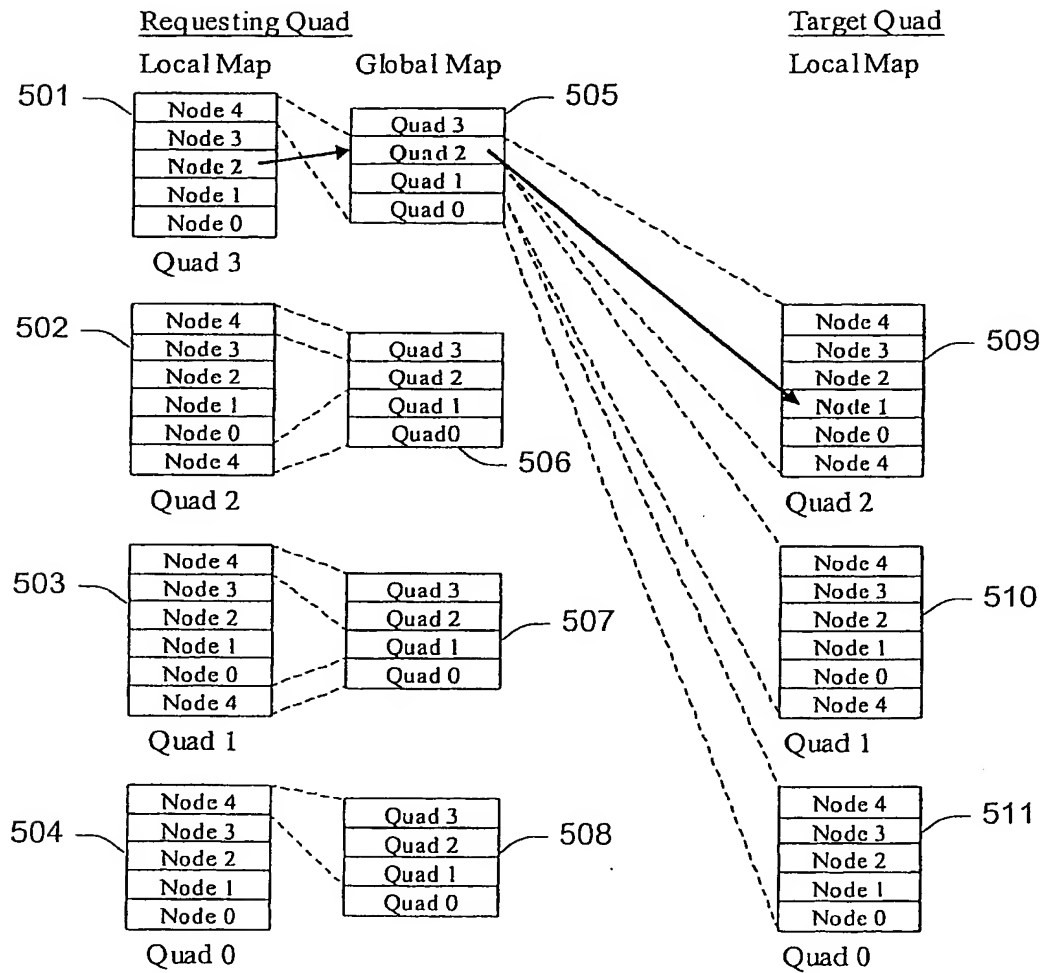 Requesting Quad
Target Quad
Local Map
Global Map
Local Map
501
505
Node 4
Node 3
Node 2
Node 1
Node 0
Quad 3
Quad 2
Quad 1
Quad 0
Quad 3
502
Node 4
Node 3
Node 2
Node 1
Node 0
Node 4
Quad 3
Quad 2
Quad 1
Quad0
506
Quad 2
Node 4
Node 3
Node 2
Node 1
Node 0
Node 4
509
Quad 2
503
Node 4
Node 3
Node 2
Node 1
Node 0
Node 4
Quad 3
Quad 2
Quad 1
Quad 0
507
Quad 1
Node 4
Node 3
Node 2
Node 1
Node 0
Node 4
510
Quad 1
504
Node 4
Node 3
Node 2
Node 1
Node 0
Quad 3
Quad 2
Quad 1
Quad 0
508
Quad 0
Node 4
Node 3
Node 2
Node 1
Node 0
511
Quad 0